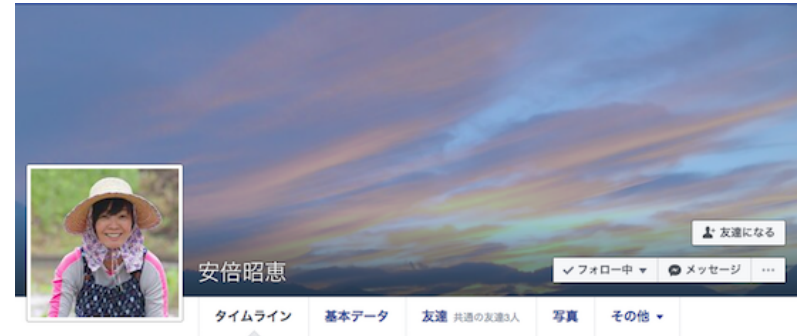 友達になる
安倍昭恵
フォロー中 メッセージ ...
タイムライン 基本データ 友達 共通の友達3人 写真 その他